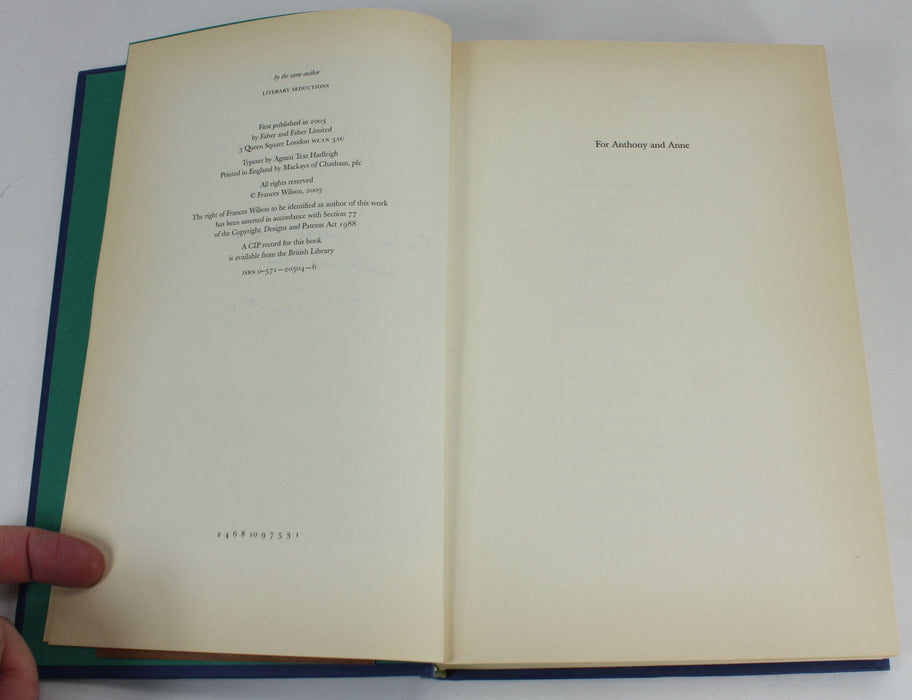 by the same author
LITERARY SEDUCTIONS
First published in 2003
by Faber and Faber Limited
3 Queen Square London WC1N 3AU
Typeset by Agnesi Text Hadleigh
Printed in England by Mackays of Chatham, plc
All rights reserved
© Frances Wilson, 2003
The right of Frances Wilson to be identified as author of this work
has been asserted in accordance with Section 77
of the Copyright, Designs and Patents Act 1988
A CIP record for this book
is available from the British Library
ISBN 0–571–20504–6
2 4 6 8 10 9 7 5 3 1
For Anthony and Anne